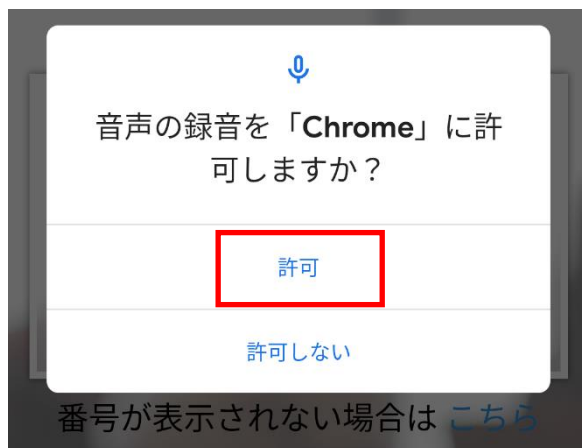 音声の録音を「Chrome」に許
可しますか？
許可
許可しない
番号が表示されない場合は こちら